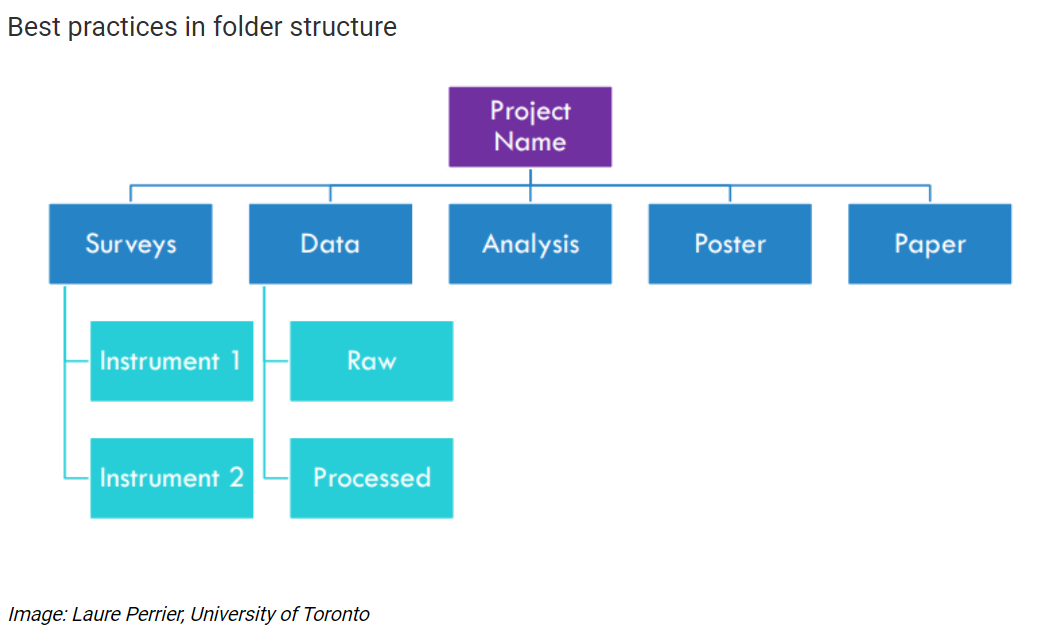 Best practices in folder structure
Project
Name
Surveys
Data
Analysis
Poster
Paper
Instrument 1
Raw
Instrument 2
Processed
Image: Laure Perrier, University of Toronto